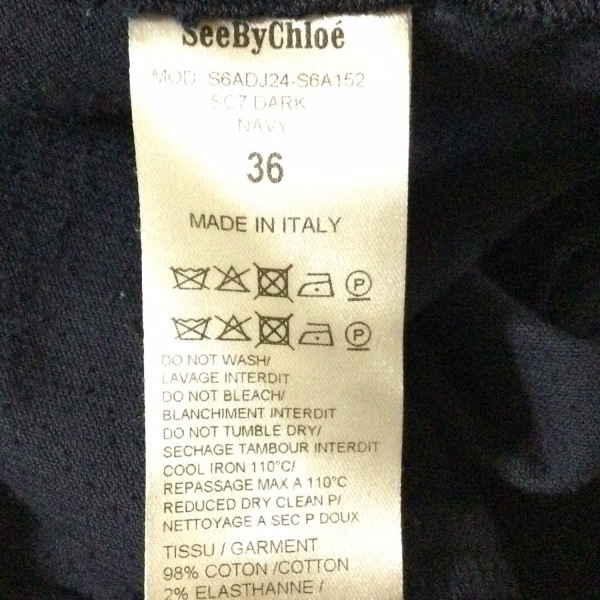 SeeByChloé
MOD S6ADJ24-S6A152
SC7 DARK
NAVY
36
MADE IN ITALY
P
P
DO NOT WASH/
LAVAGE INTERDIT
DO NOT BLEACH/
BLANCHIMENT INTERDIT
DO NOT TUMBLE DRY/
SECHAGE TAMBOUR INTERDIT
COOL IRON 110°C/
REPASSAGE MAX A 110°C
REDUCED DRY CLEAN P/
NETTOYAGE A SEC P DOUX
TISSU / GARMENT
98% COTON /COTTON
2% ELASTHANNE /